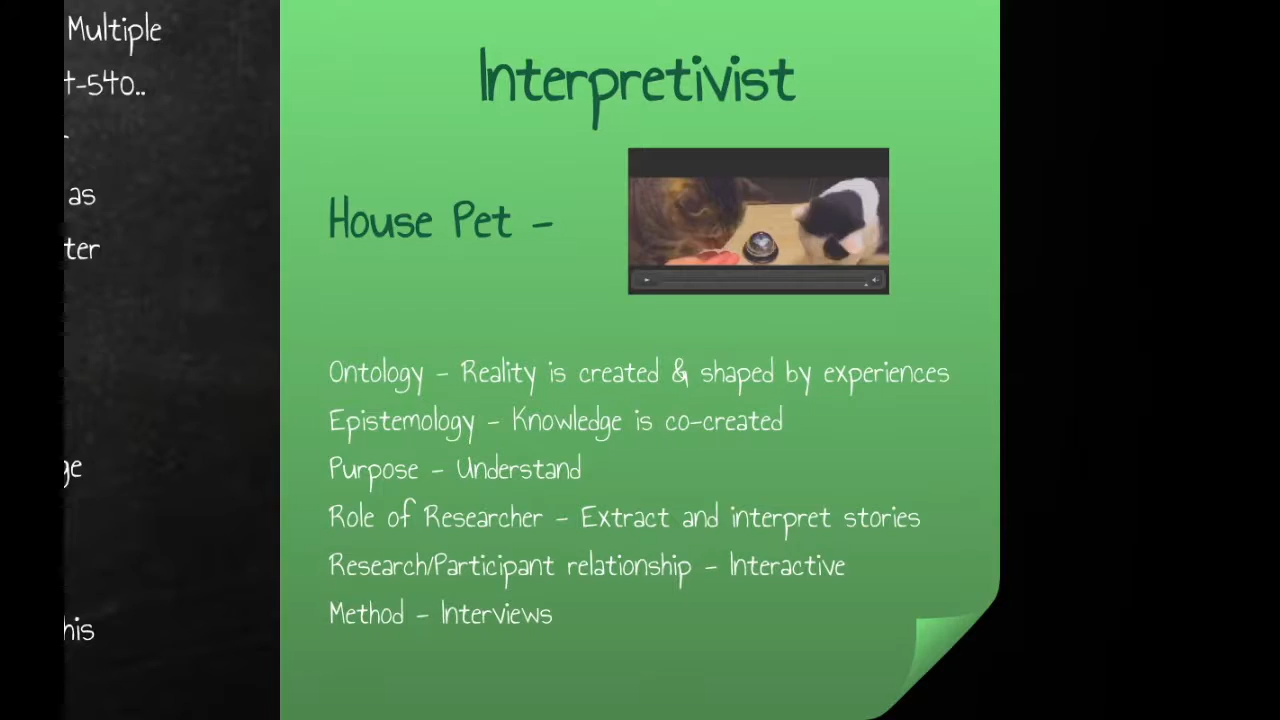 Multiple
t-540..
as
ter
ge
his
Interpretivist
House Pet -
Ontology - Reality is created & shaped by experiences
Epistemology - Knowledge is co-created
Purpose - Understand
Role of Researcher - Extract and interpret stories
Research/Participant relationship - Interactive
Method - Interviews